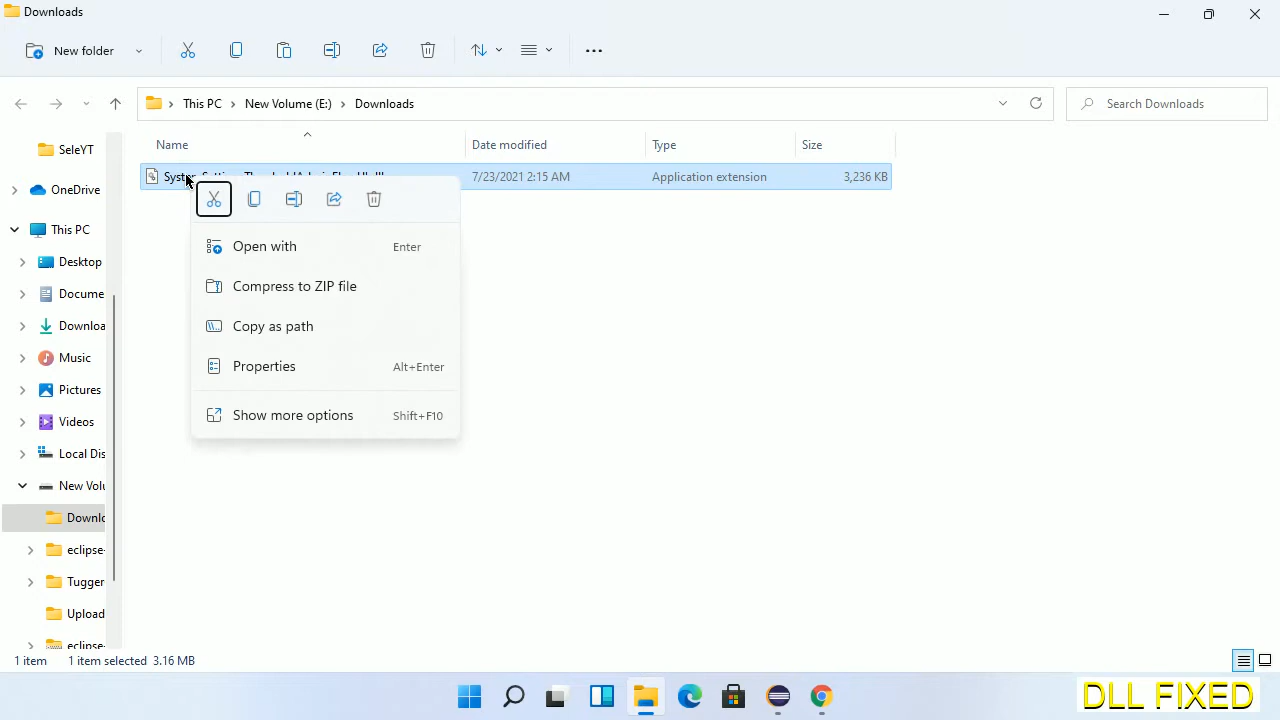 Downloads
New folder
This PC
New Volume (E:)
Downloads
Search Downloads
Name
Date modified
Type
Size
7/23/2021 2:15 AM
Application extension
3,236 KB
SeleYT
OneDrive
This PC
Desktop
Docume
Downloa
Music
Pictures
Videos
Local Dis
New Volu
Downlo
eclipse-
Tugger
Upload
eclipse-
Open with Enter
Compress to ZIP file
Copy as path
Properties Alt+Enter
Show more options Shift+F10
1 item 1 item selected 3.16 MB
DLL FIXED